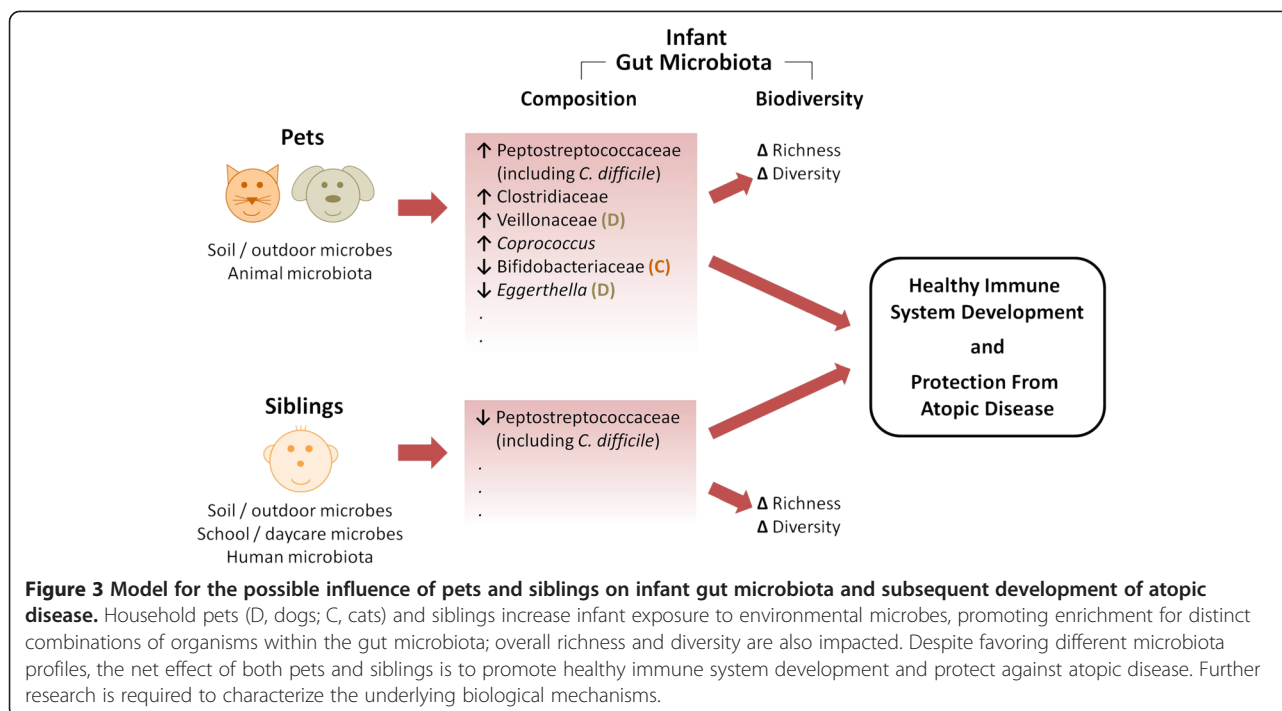 Infant
Gut Microbiota
Composition
Biodiversity
Pets
Soil / outdoor microbes
Animal microbiota
↑ Peptostreptococcaceae
(including C. difficile)
↑ Clostridiaceae
↑ Veillonaceae (D)
↑ Coprococcus
↓ Bifidobacteriaceae (C)
↓ Eggerthella (D)
.
.
Δ Richness
Δ Diversity
Healthy Immune
System Development
and
Protection From
Atopic Disease
Siblings
Soil / outdoor microbes
School / daycare microbes
Human microbiota
↓ Peptostreptococcaceae
(including C. difficile)
.
.
.
Δ Richness
Δ Diversity
Figure 3 Model for the possible influence of pets and siblings on infant gut microbiota and subsequent development of atopic
disease. Household pets (D, dogs; C, cats) and siblings increase infant exposure to environmental microbes, promoting enrichment for distinct
combinations of organisms within the gut microbiota; overall richness and diversity are also impacted. Despite favoring different microbiota
profiles, the net effect of both pets and siblings is to promote healthy immune system development and protect against atopic disease. Further
research is required to characterize the underlying biological mechanisms.